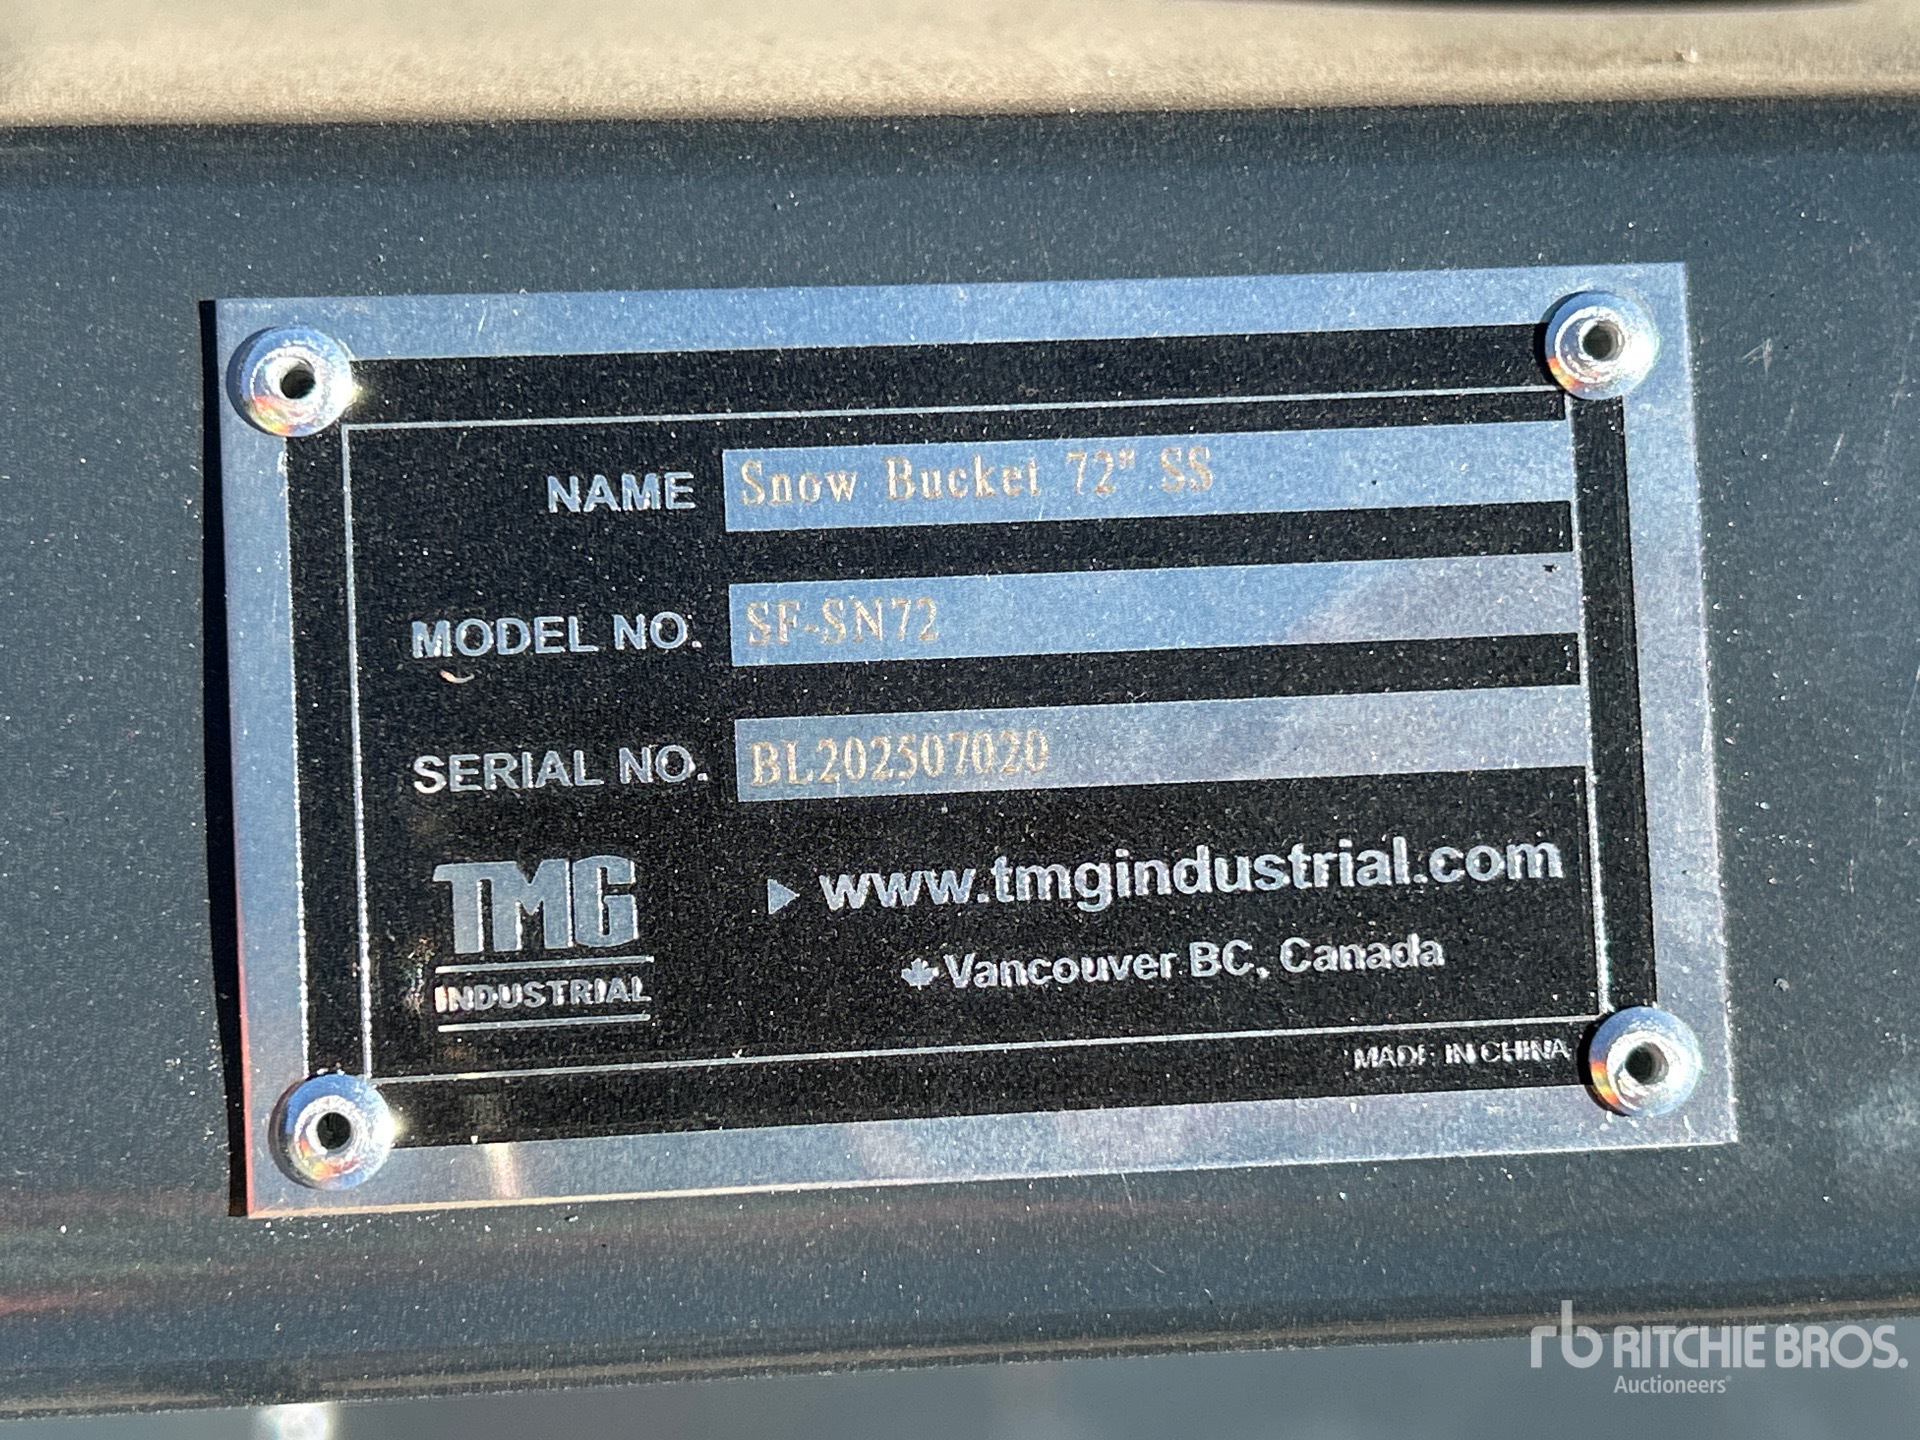 NAME Snow Bucket 72" SS
MODEL NO. SF-SN72
SERIAL NO. BL202507020
TMG
INDUSTRIAL
www.tmgindustrial.com
Vancouver BC, Canada
MADE IN CHINA
rb RITCHIE BROS.
Auctioneers